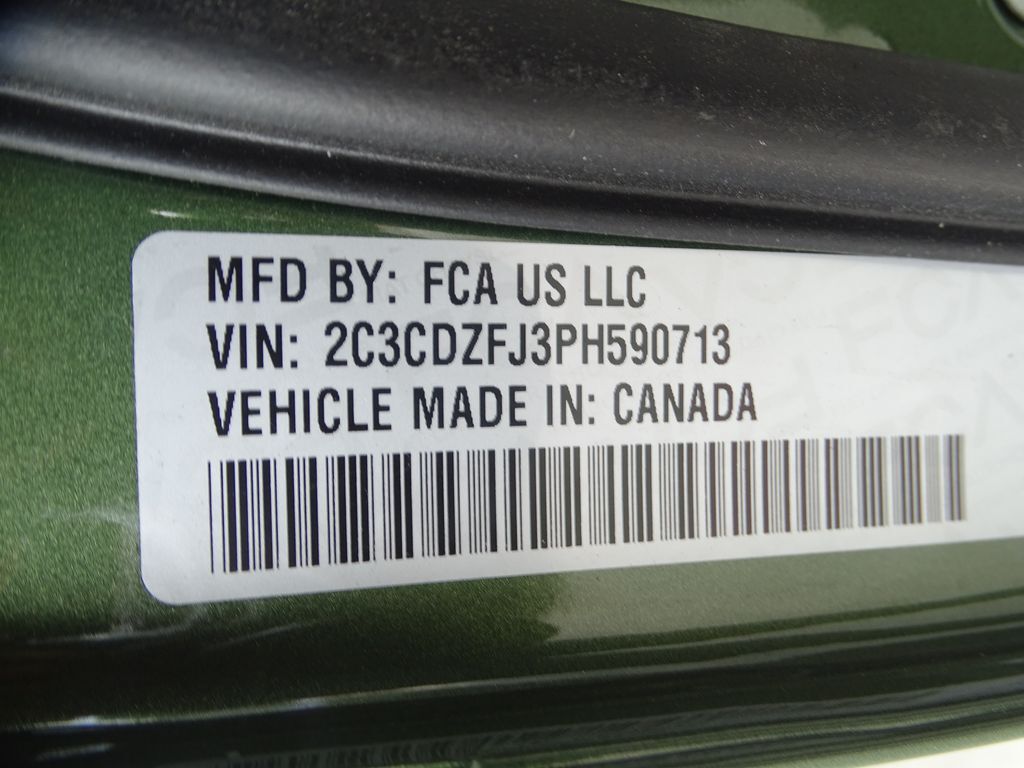 MFD BY: FCA US LLC
VIN: 2C3CDZFJ3PH590713
VEHICLE MADE IN: CANADA